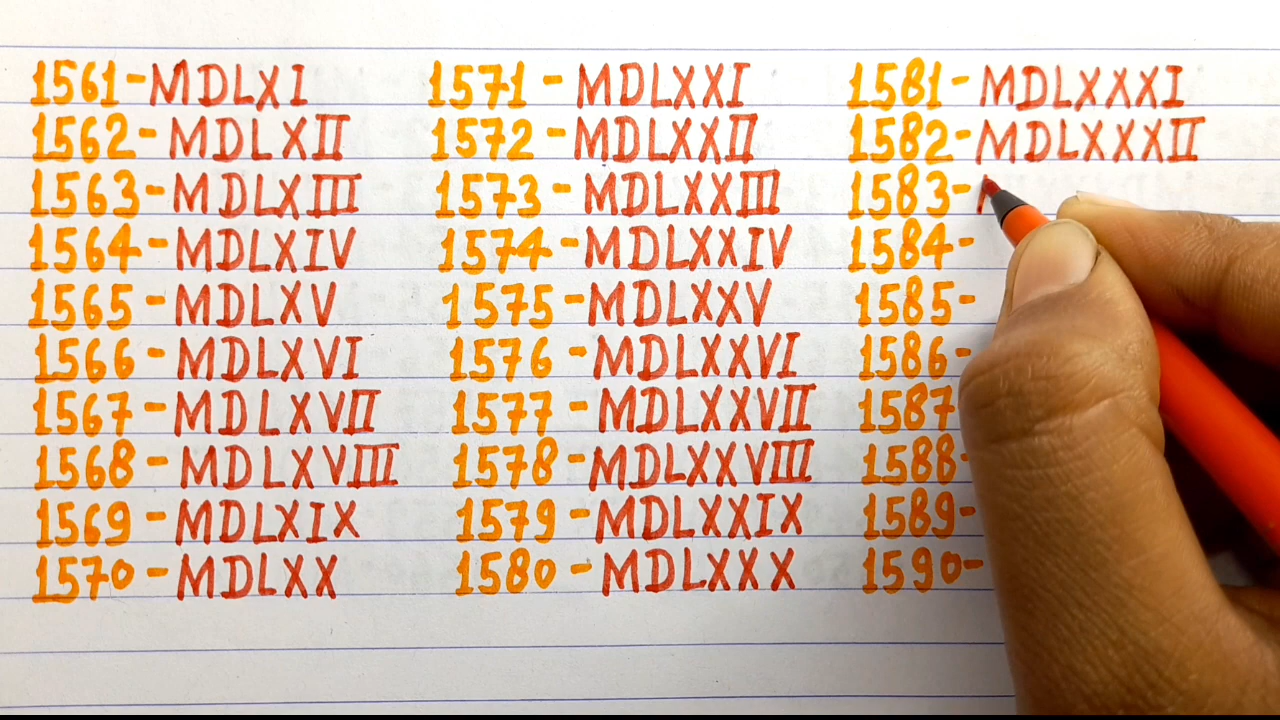 1561-MDLXI
1562-MDLXII
1563-MDLXIII
1564-MDLXIV
1565-MDLXV
1566-MDLXVI
1567-MDLXVII
1568-MDLXVIII
1569-MDLXIX
1570-MDLXX
1571-MDLXXI
1572-MDLXXII
1573-MDLXXIII
1574-MDLXXIV
1575-MDLXXV
1576-MDLXXVI
1577-MDLXXVII
1578-MDLXXVIII
1579-MDLXXIX
1580-MDLXXX
1581-MDLXXXI
1582-MDLXXXII
1583-
1584-
1585-
1586-
1587-
1588-
1589-
1590-